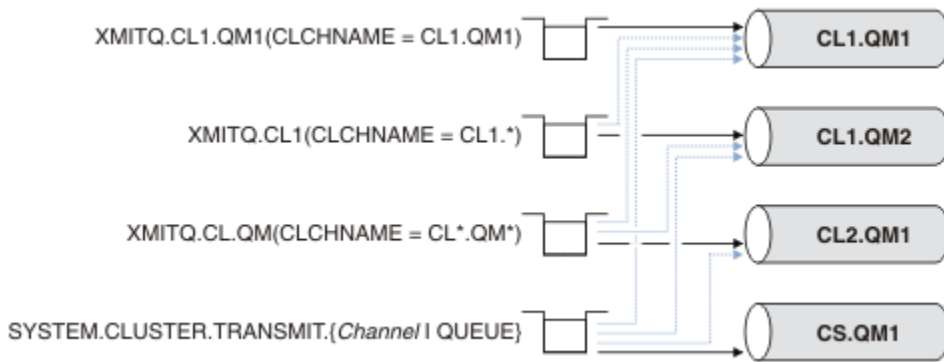 XMITQ.CL1.QM1(CLCHNAME = CL1.QM1)
CL1.QM1
XMITQ.CL1(CLCHNAME = CL1.*)
CL1.QM2
XMITQ.CL.QM(CLCHNAME = CL*.QM*)
CL2.QM1
SYSTEM.CLUSTER.TRANSMIT.{Channel I QUEUE}
CS.QM1